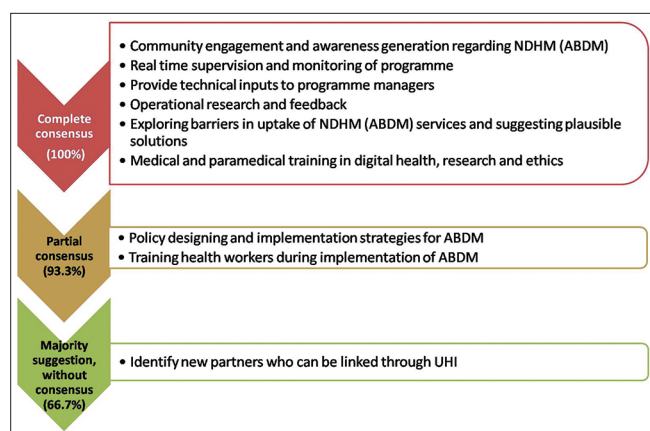 Complete
consensus
(100%)
• Community engagement and awareness generation regarding NDHM (ABDM)
• Real time supervision and monitoring of programme
• Provide technical inputs to programme managers
• Operational research and feedback
• Exploring barriers in uptake of NDHM (ABDM) services and suggesting plausible
solutions
• Medical and paramedical training in digital health, research and ethics
Partial
consensus
(93.3%)
• Policy designing and implementation strategies for ABDM
• Training health workers during implementation of ABDM
Majority
suggestion,
without
consensus
(66.7%)
• Identify new partners who can be linked through UHI